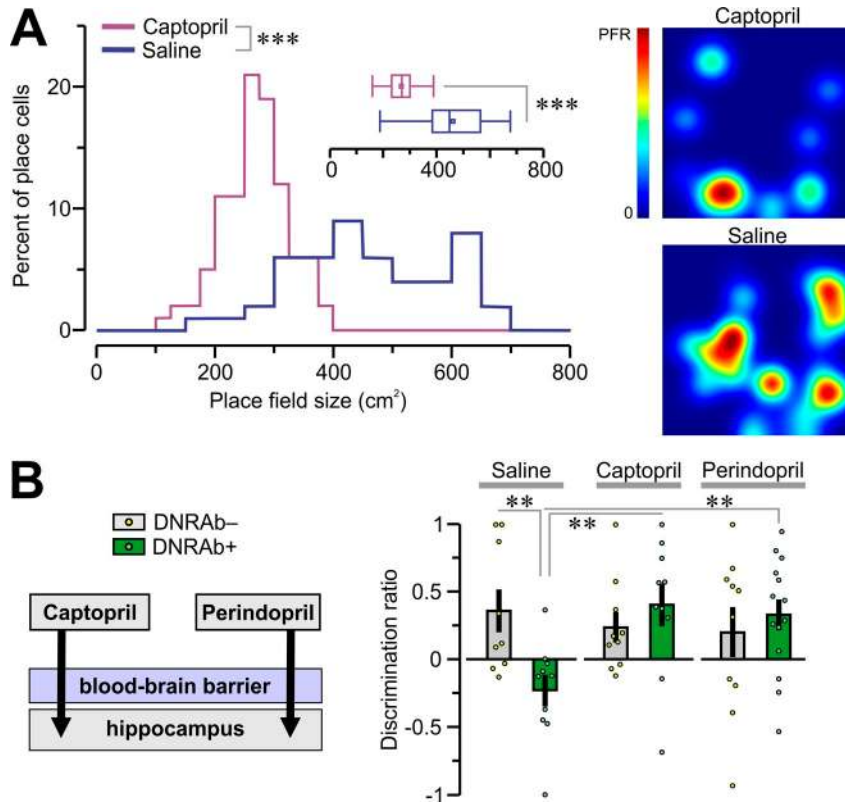 A
Captopril
Saline
***
Percent of place cells
20
10
0
0
200
400
600
800
Place field size (cm²)
***
0
400
800
Captopril
PFR
0
Saline
B
DNRAb–
DNRAb+
Captopril
Perindopril
blood-brain barrier
hippocampus
Saline
Captopril
Perindopril
**
**
**
Discrimination ratio
1
0.5
0
-0.5
-1